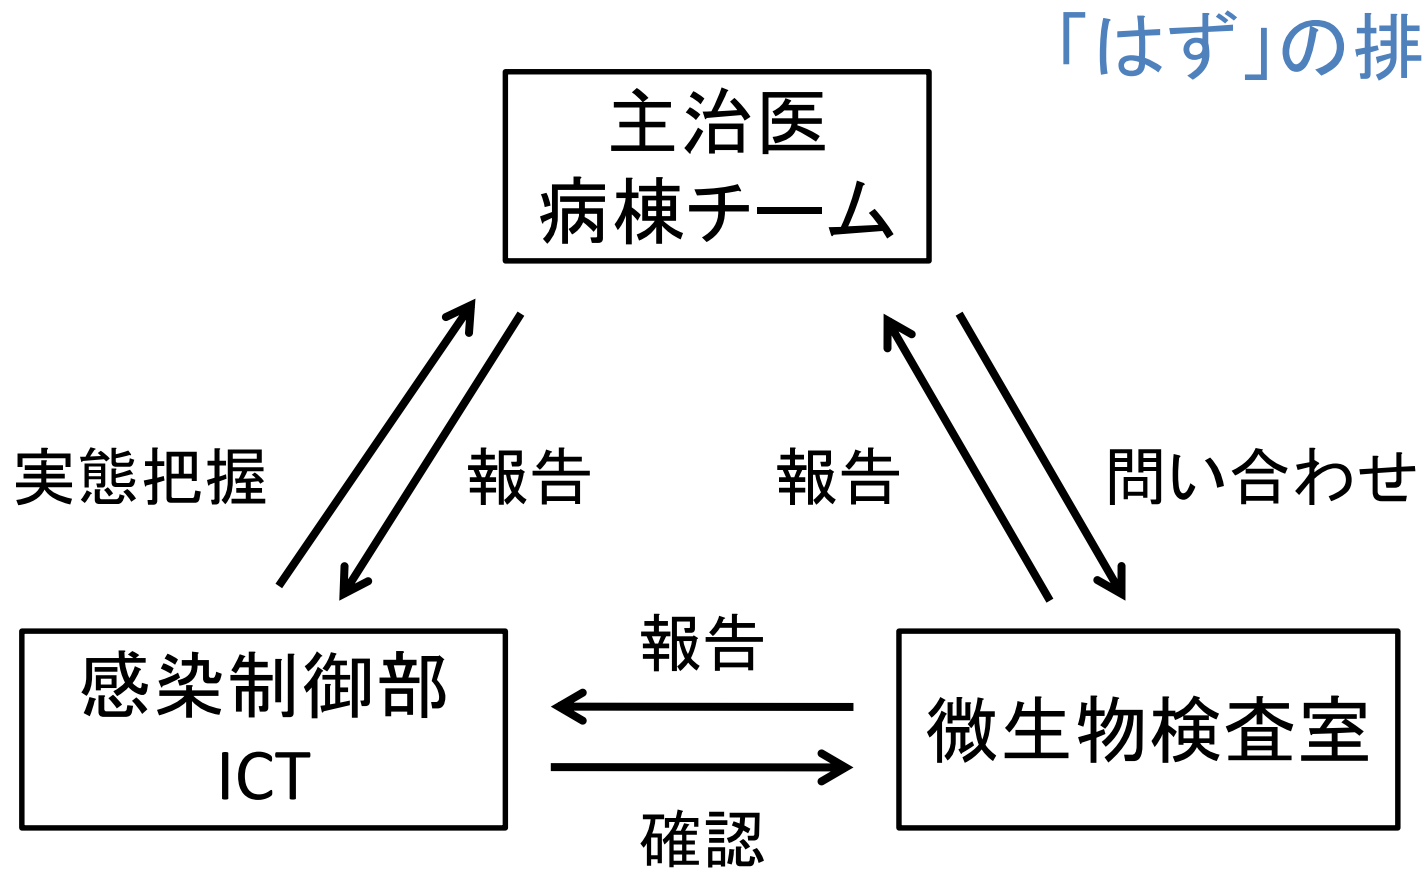 「はず」の排
主治医
病棟チーム
実態把握
報告
報告
問い合わせ
報告
感染制御部
ICT
微生物検査室
確認